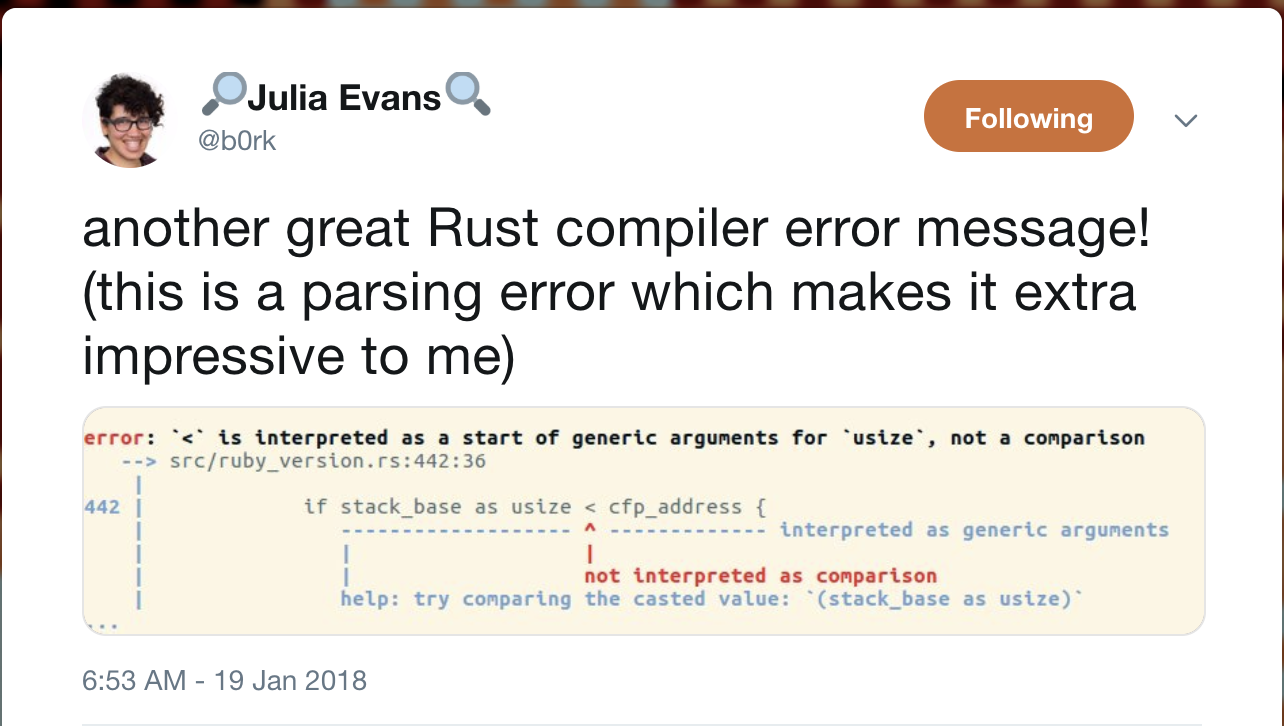 Julia Evans
@b0rk
Following
another great Rust compiler error message!
(this is a parsing error which makes it extra
impressive to me)
error: `<` is interpreted as a start of generic arguments for `usize`, not a comparison
--> src/ruby_version.rs:442:36
|
442 | if stack_base as usize < cfp_address {
| ------------------- ^ ------------- interpreted as generic arguments
| | |
| | not interpreted as comparison
| help: try comparing the casted value: `(stack_base as usize)`
...
6:53 AM - 19 Jan 2018